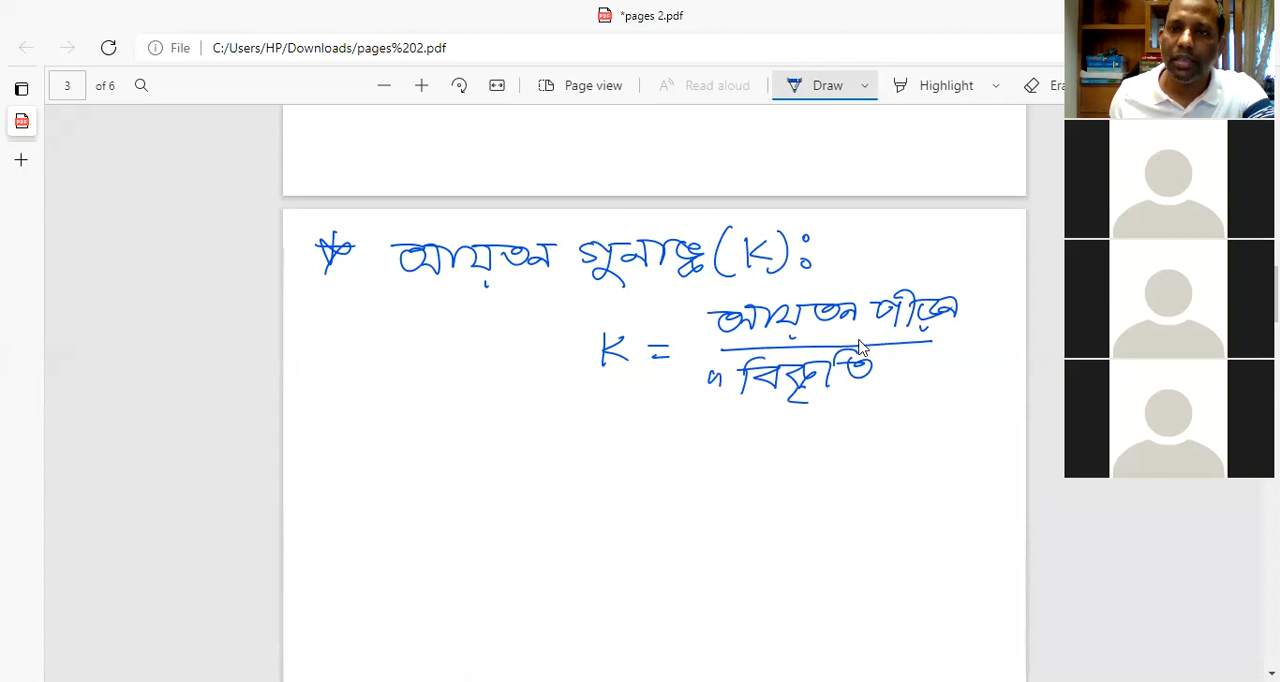 *pages 2.pdf
File C:/Users/HP/Downloads/pages%202.pdf
3 of 6 Page view Read aloud Draw Highlight Era
* আয়তন গুনাঙ্ক (K):
K = আয়তন পীড়ন
" বিকৃতি